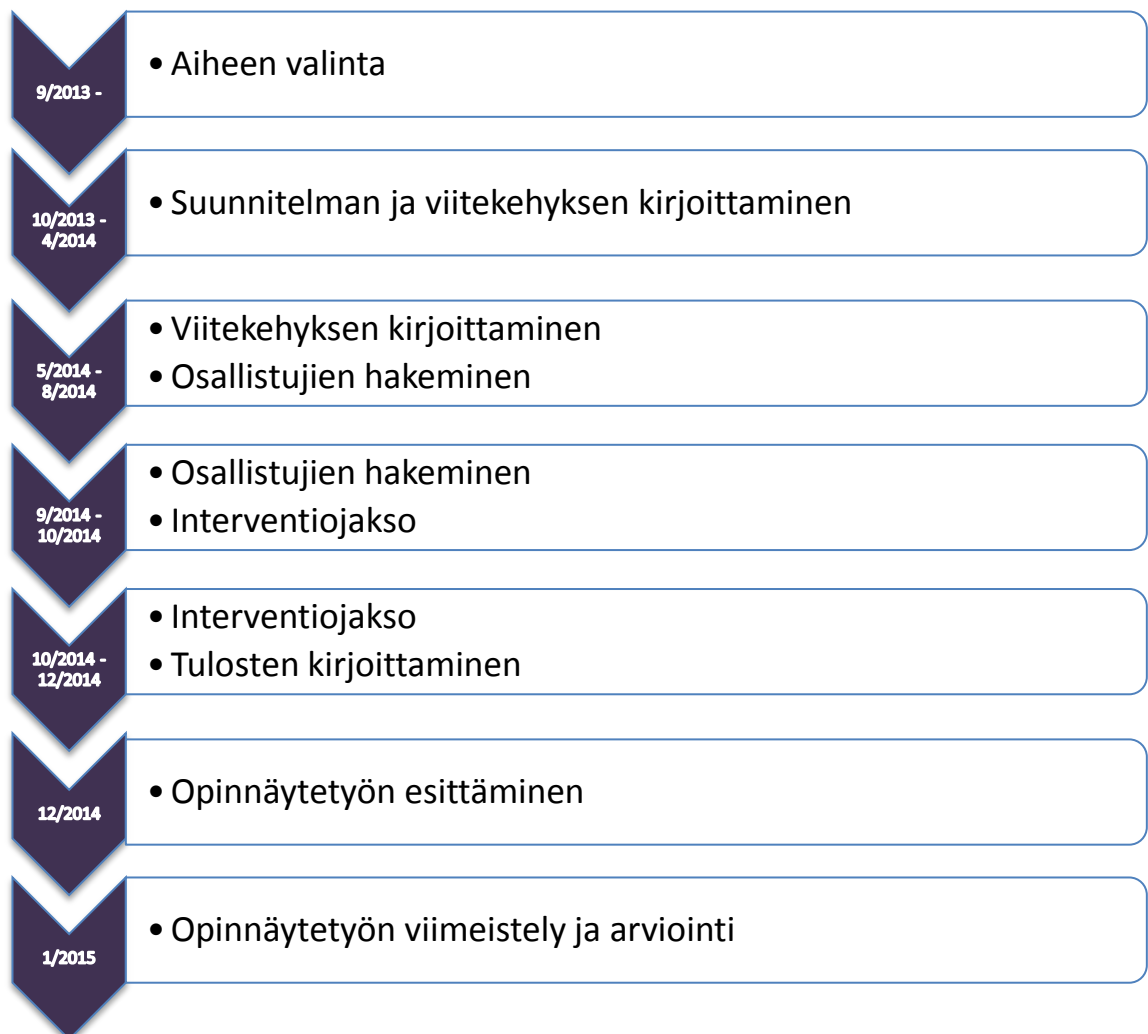 9/2013 -
• Aiheen valinta
10/2013 -
4/2014
• Suunnitelman ja viitekehyksen kirjoittaminen
5/2014 -
8/2014
• Viitekehyksen kirjoittaminen
• Osallistujien hakeminen
9/2014 -
10/2014
• Osallistujien hakeminen
• Interventiojakso
10/2014 -
12/2014
• Interventiojakso
• Tulosten kirjoittaminen
12/2014
• Opinnäytetyön esittäminen
1/2015
• Opinnäytetyön viimeistely ja arviointi